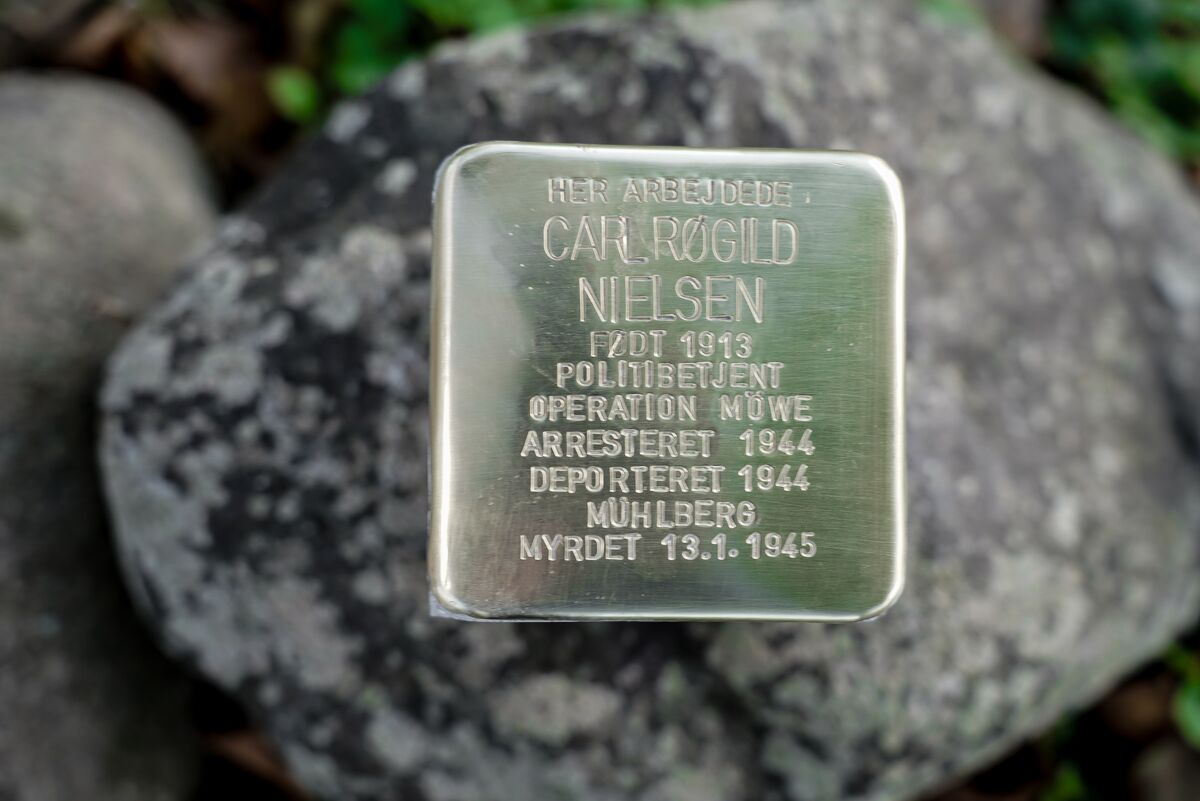 HER ARBEJDEDE
CARL RØGILD
NIELSEN
FØDT 1913
POLITIBETJENT
OPERATION MÖWE
ARRESTERET 1944
DEPORTERET 1944
MÜHLBERG
MYRDET 13.1.1945